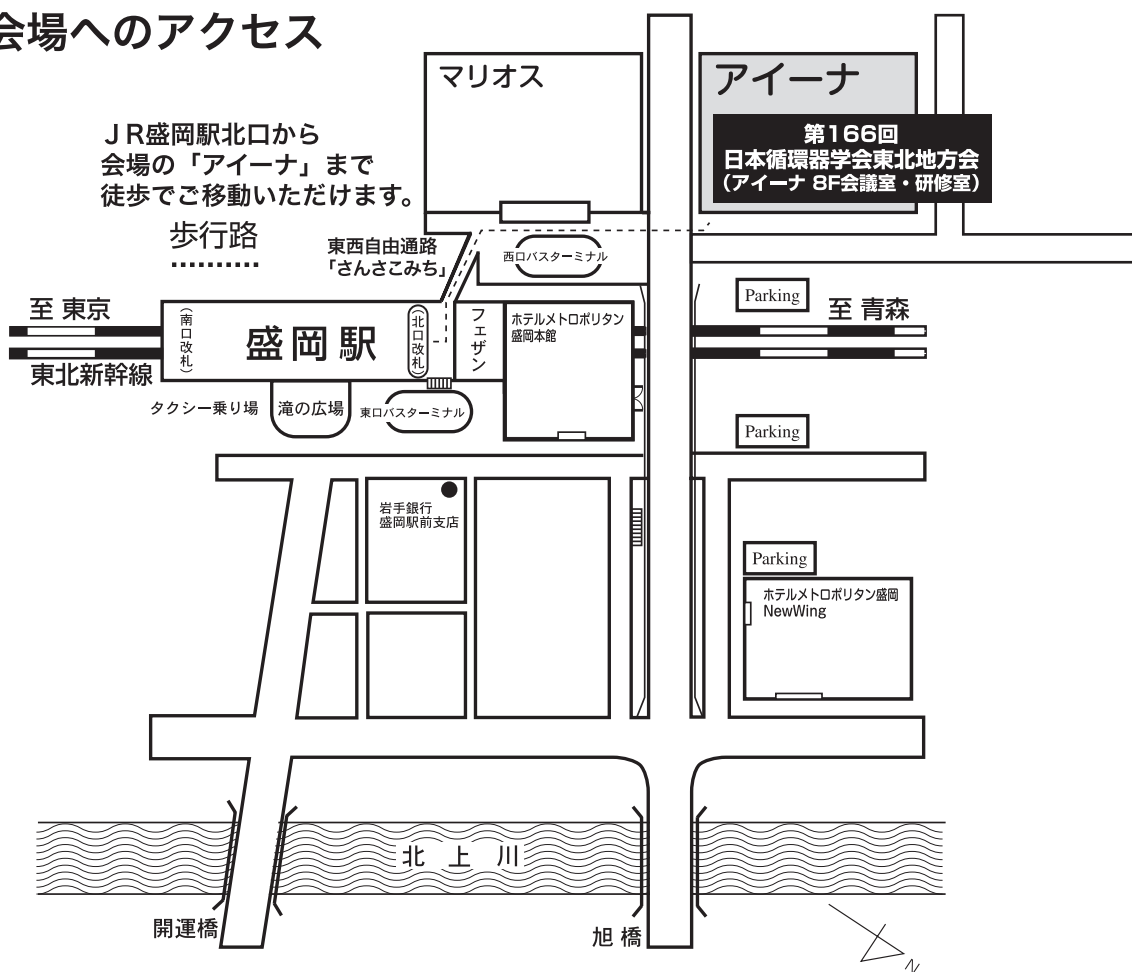 会場へのアクセス
マリオス
アイーナ
第166回
日本循環器学会東北地方会
（アイーナ 8F会議室・研修室）
ＪＲ盛岡駅北口から
会場の「アイーナ」まで
徒歩でご移動いただけます。
歩行路
東西自由通路
「さんさこみち」
西口バスターミナル
Parking
至 東京
至 青森
（南口改札）
盛岡駅
（北口改札）
フェザン
ホテルメトロポリタン
盛岡本館
東北新幹線
タクシー乗り場
滝の広場
東口バスターミナル
Parking
岩手銀行
盛岡駅前支店
Parking
ホテルメトロポリタン盛岡
NewWing
北上川
開運橋
旭橋
N